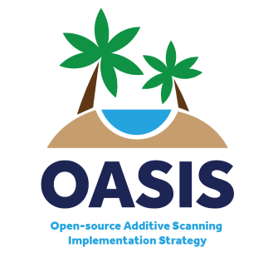 OASIS
Open-source Additive Scanning
Implementation Strategy